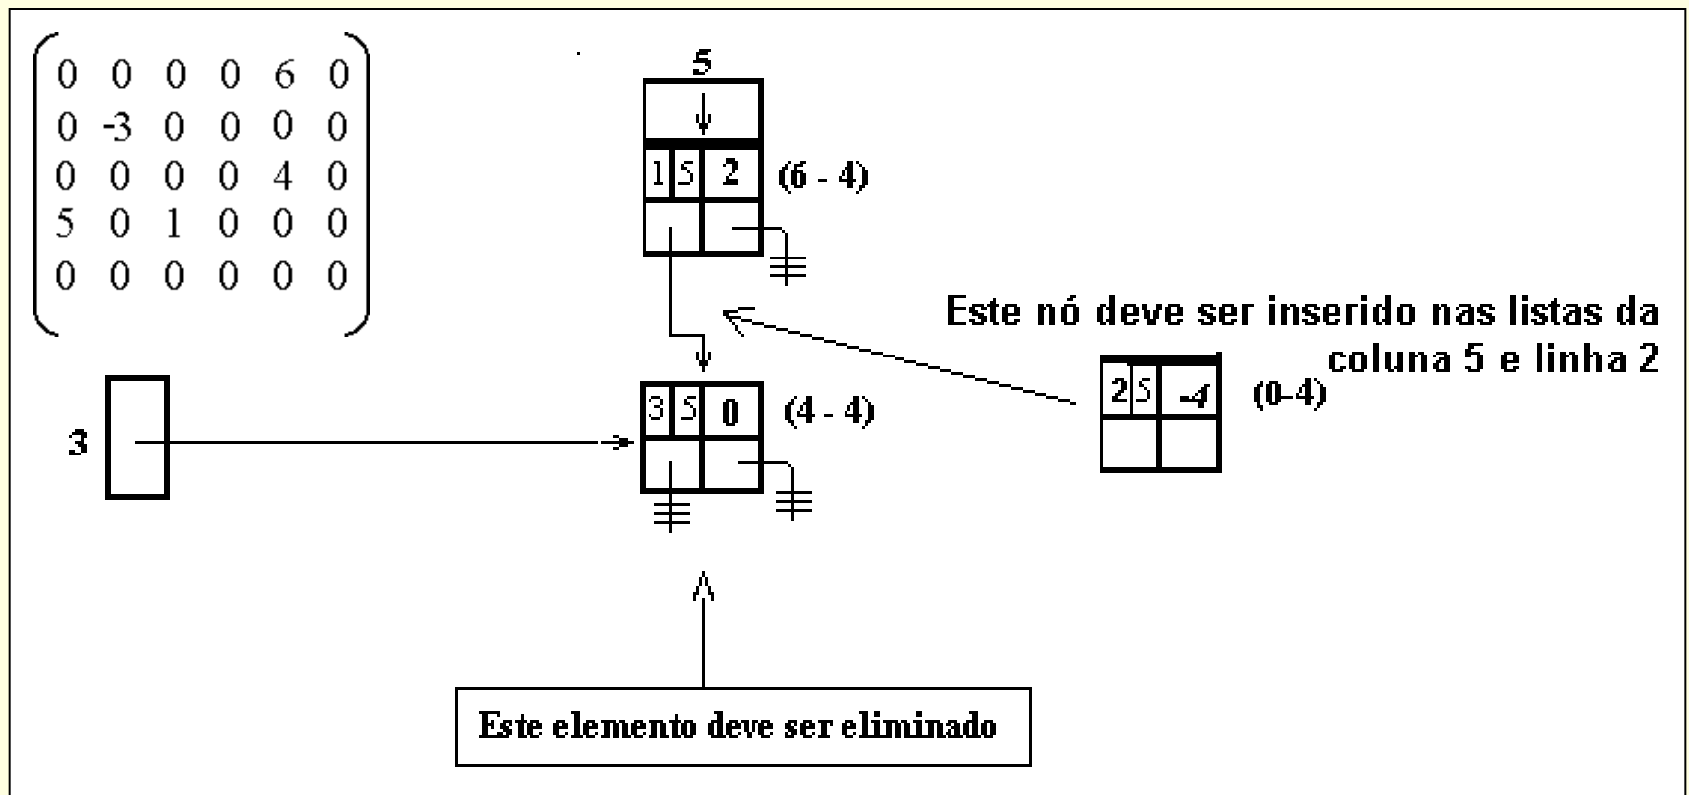 0 0 0 0 6 0
0 -3 0 0 0 0
0 0 0 0 4 0
5 0 1 0 0 0
0 0 0 0 0 0
5
1 5 2 (6 - 4)
Este nó deve ser inserido nas listas da
coluna 5 e linha 2
2 5 -4 (0-4)
3 5 0 (4 - 4)
3
Este elemento deve ser eliminado